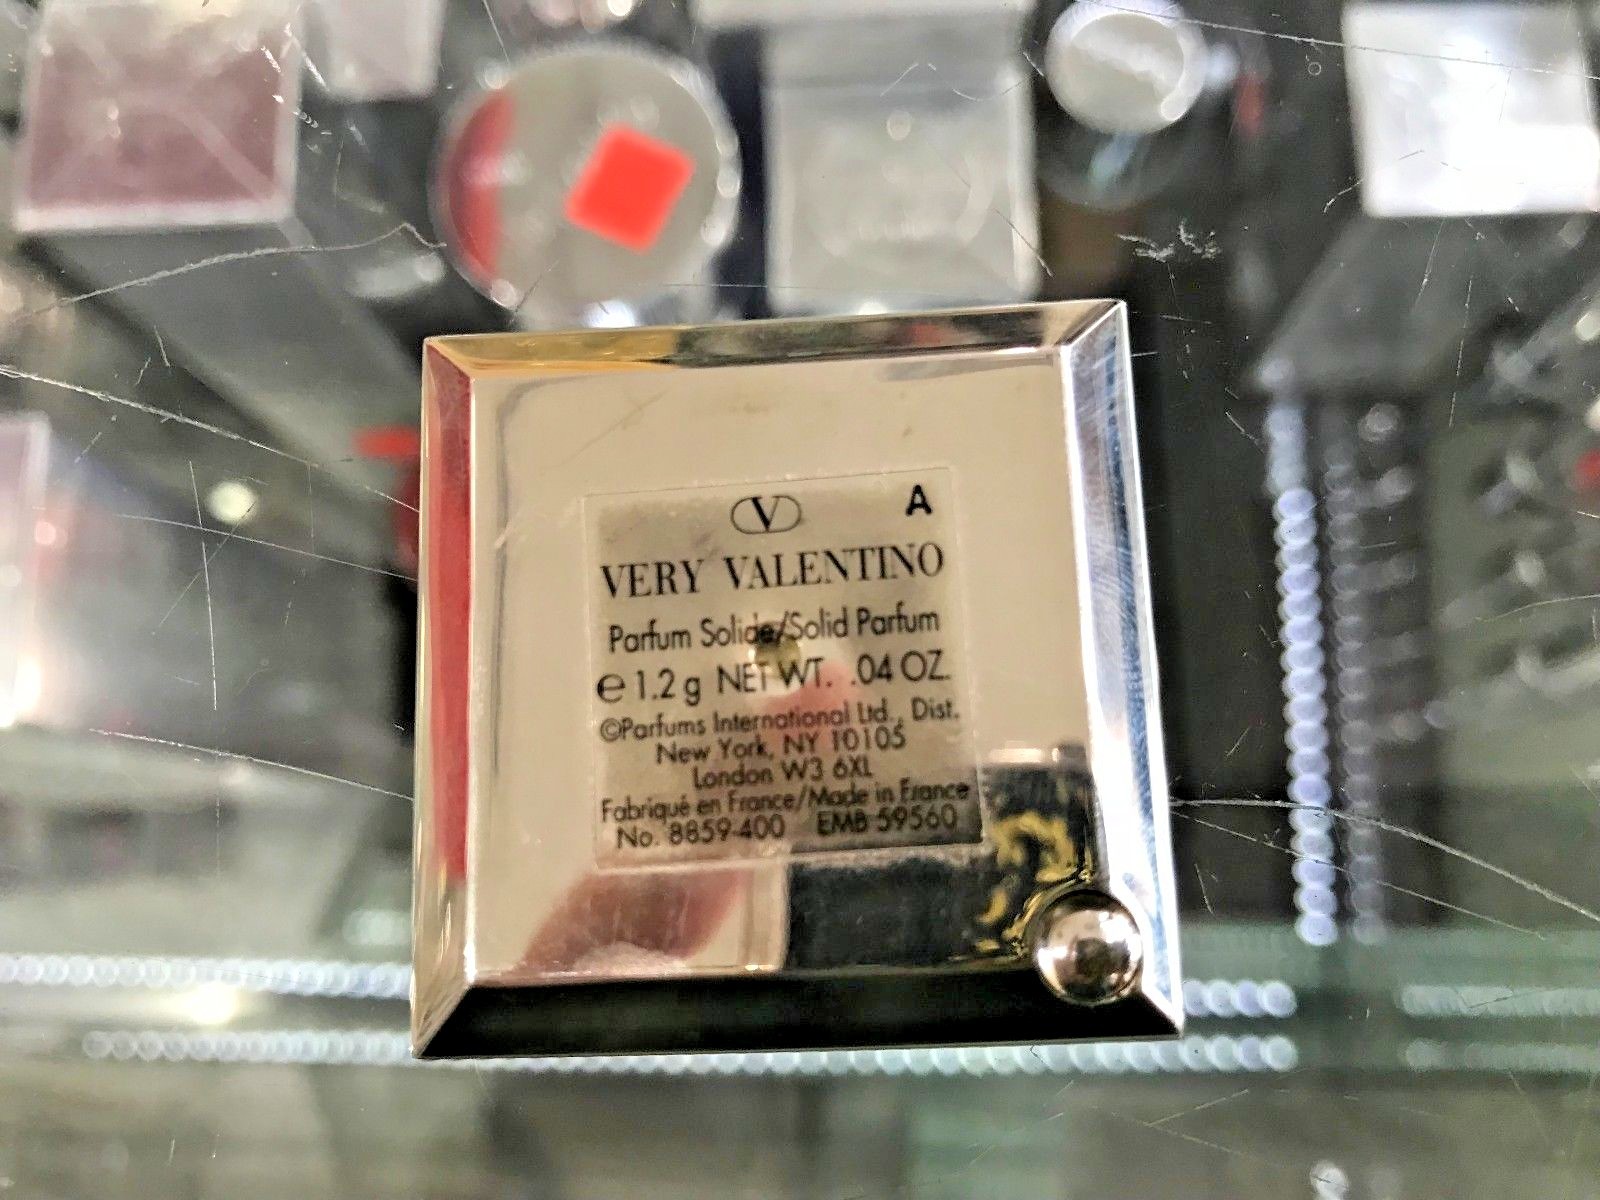 V A
VERY VALENTINO
Parfum Solide/Solid Parfum
e 1.2 g NET WT. .04 OZ.
©Parfums International Ltd., Dist.
New York, NY 10105
London W3 6XL
Fabriqué en France/Made in France
No. 8859-400 EMB 59560